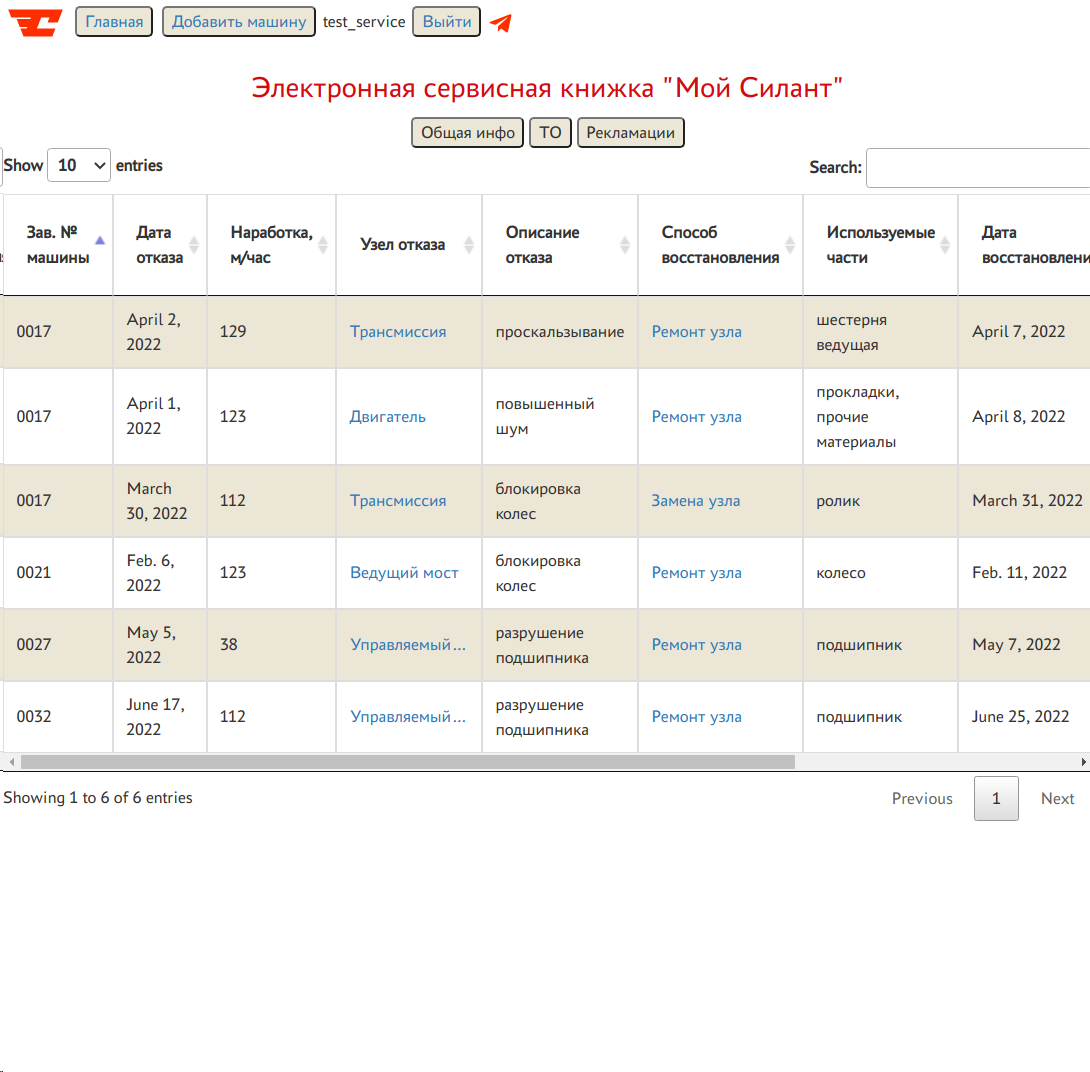 Главная Добавить машину test_service Выйти
Электронная сервисная книжка "Мой Силант"
Общая инфо ТО Рекламации
Show 10 entries Search:
Зав. № машины Дата отказа Наработка, м/час Узел отказа Описание отказа Способ восстановления Используемые части Дата
0017 April 2, 2022 129 Трансмиссия проскальзывание Ремонт узла шестерня ведущая April 7, 2022
0017 April 1, 2022 123 Двигатель повышенный шум Ремонт узла прокладки, прочие материалы April 8, 2022
0017 March 30, 2022 112 Трансмиссия блокировка колес Замена узла ролик March 31, 2022
0021 Feb. 6, 2022 123 Ведущий мост блокировка колес Ремонт узла колесо Feb. 11, 2022
0027 May 5, 2022 38 Управляемый... разрушение подшипника Ремонт узла подшипник May 7, 2022
0032 June 17, 2022 112 Управляемый... разрушение подшипника Ремонт узла подшипник June 25, 2022
Showing 1 to 6 of 6 entries Previous 1 Next